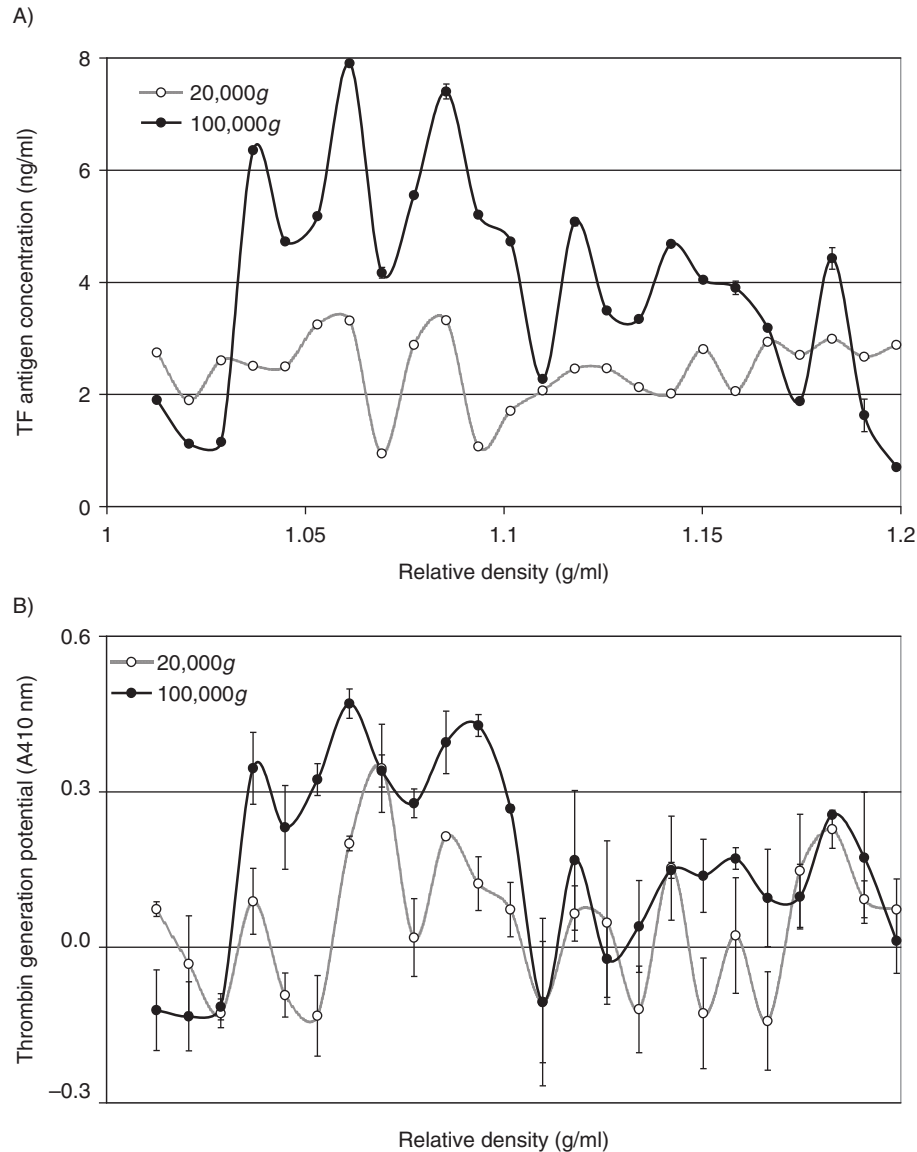 A)
TF antigen concentration (ng/ml)
8
6
4
2
0
20,000g
100,000g
1
1.05
1.1
1.15
1.2
Relative density (g/ml)
B)
Thrombin generation potential (A410 nm)
0.6
0.3
0.0
–0.3
20,000g
100,000g
Relative density (g/ml)